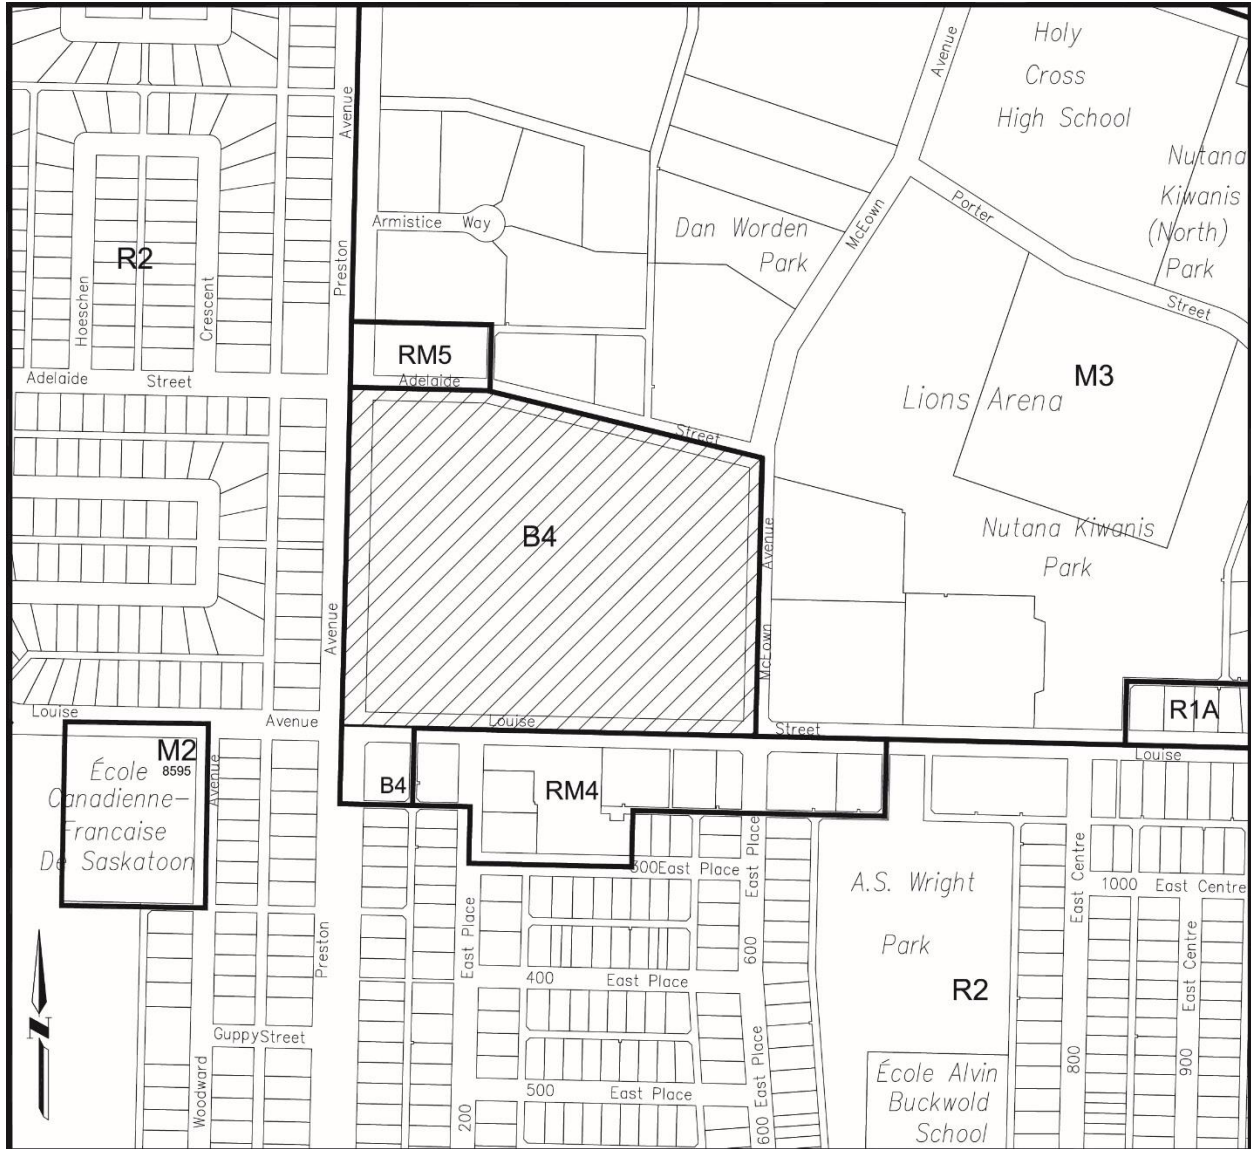 Holy
Cross
High School
Avenue
Avenue
Nutana
Kiwanis
(North)
Park
Porter
Street
Armistice Way
Dan Worden
Park
McEown
R2
Preston
Hoeschen
Crescent
RM5
Adelaide
Adelaide Street
Street
M3
Lions Arena
B4
Nutana Kiwanis
Park
Avenue
McEown
Avenue
R1A
Louise
Avenue
Louise
Street
Louise
M2
8595
École
Canadienne-
Francaise
De Saskatoon
Avenue
B4
RM4
300East Place
East Place
600
A.S. Wright
Park
East Centre
800
1000 East Centre
East Centre
900
Preston
East Place
200
400 East Place
R2
GuppyStreet
Woodward
500 East Place
600 East Place
École Alvin
Buckwold
School
N